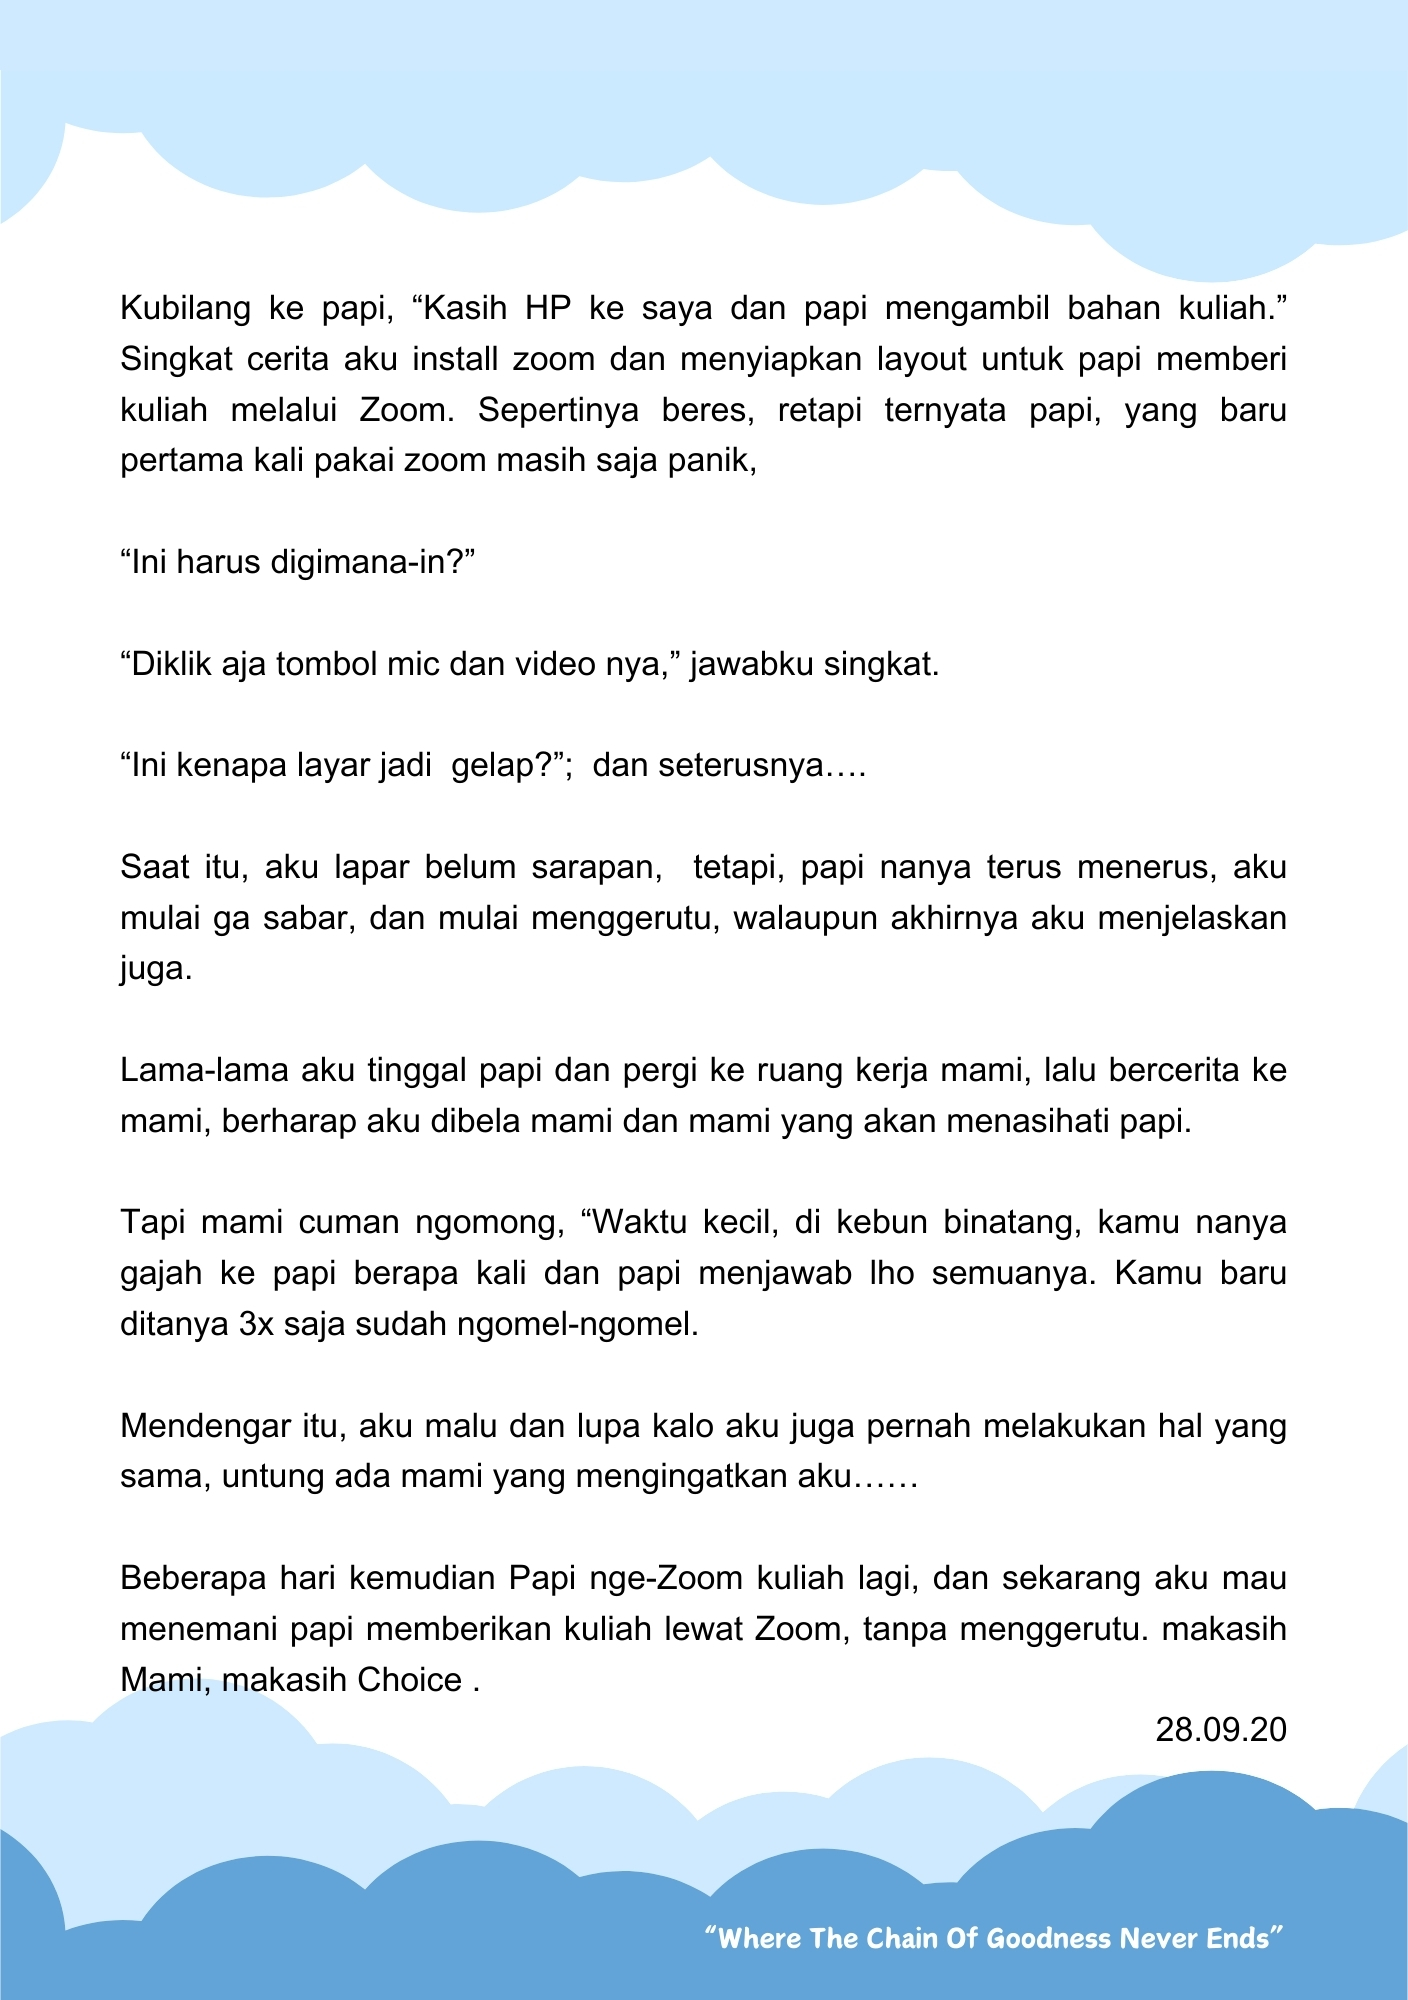 Kubilang ke papi, “Kasih HP ke saya dan papi mengambil bahan kuliah.”
Singkat cerita aku install zoom dan menyiapkan layout untuk papi memberi
kuliah melalui Zoom. Sepertinya beres, retapi ternyata papi, yang baru
pertama kali pakai zoom masih saja panik,
“Ini harus digimana-in?”
“Diklik aja tombol mic dan video nya,” jawabku singkat.
“Ini kenapa layar jadi  gelap?”;  dan seterusnya….
Saat itu, aku lapar belum sarapan,  tetapi, papi nanya terus menerus, aku
mulai ga sabar, dan mulai menggerutu, walaupun akhirnya aku menjelaskan
juga.
Lama-lama aku tinggal papi dan pergi ke ruang kerja mami, lalu bercerita ke
mami, berharap aku dibela mami dan mami yang akan menasihati papi.
Tapi mami cuman ngomong, “Waktu kecil, di kebun binatang, kamu nanya
gajah ke papi berapa kali dan papi menjawab lho semuanya. Kamu baru
ditanya 3x saja sudah ngomel-ngomel.
Mendengar itu, aku malu dan lupa kalo aku juga pernah melakukan hal yang
sama, untung ada mami yang mengingatkan aku……
Beberapa hari kemudian Papi nge-Zoom kuliah lagi, dan sekarang aku mau
menemani papi memberikan kuliah lewat Zoom, tanpa menggerutu. makasih
Mami, makasih Choice .
28.09.20
“Where The Chain Of Goodness Never Ends”